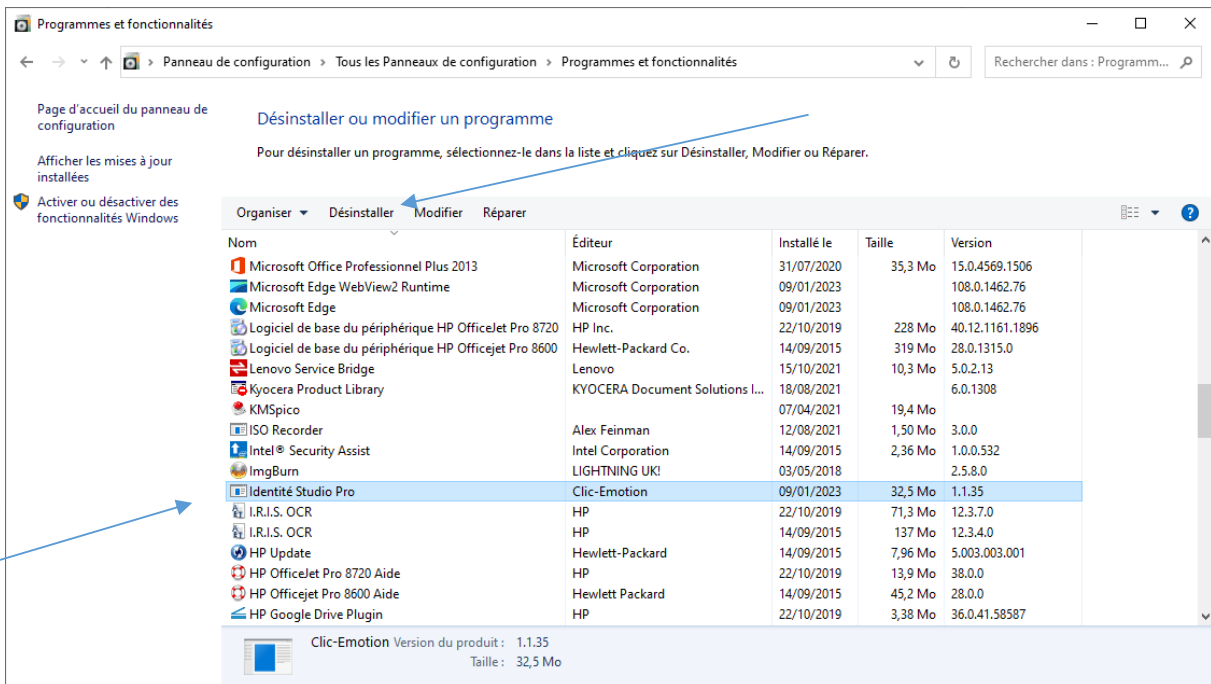 Programmes et fonctionnalités
Panneau de configuration › Tous les Panneaux de configuration › Programmes et fonctionnalités
Rechercher dans : Programm...
Page d'accueil du panneau de
configuration
Afficher les mises à jour
installées
Activer ou désactiver des
fonctionnalités Windows
Désinstaller ou modifier un programme
Pour désinstaller un programme, sélectionnez-le dans la liste et cliquez sur Désinstaller, Modifier ou Réparer.
Organiser Désinstaller Modifier Réparer
Nom Éditeur Installé le Taille Version
Microsoft Office Professionnel Plus 2013 Microsoft Corporation 31/07/2020 35,3 Mo 15.0.4569.1506
Microsoft Edge WebView2 Runtime Microsoft Corporation 09/01/2023 108.0.1462.76
Microsoft Edge Microsoft Corporation 09/01/2023 108.0.1462.76
Logiciel de base du périphérique HP OfficeJet Pro 8720 HP Inc. 22/10/2019 228 Mo 40.12.1161.1896
Logiciel de base du périphérique HP Officejet Pro 8600 Hewlett-Packard Co. 14/09/2015 319 Mo 28.0.1315.0
Lenovo Service Bridge Lenovo 15/10/2021 10,3 Mo 5.0.2.13
Kyocera Product Library KYOCERA Document Solutions I... 18/08/2021 6.0.1308
KMSpico 07/04/2021 19,4 Mo
ISO Recorder Alex Feinman 12/08/2021 1,50 Mo 3.0.0
Intel® Security Assist Intel Corporation 14/09/2015 2,36 Mo 1.0.0.532
ImgBurn LIGHTNING UK! 03/05/2018 2.5.8.0
Identité Studio Pro Clic-Emotion 09/01/2023 32,5 Mo 1.1.35
I.R.I.S. OCR HP 22/10/2019 71,3 Mo 12.3.7.0
I.R.I.S. OCR HP 14/09/2015 137 Mo 12.3.4.0
HP Update Hewlett-Packard 14/09/2015 7,96 Mo 5.003.003.001
HP OfficeJet Pro 8720 Aide HP 22/10/2019 13,9 Mo 38.0.0
HP Officejet Pro 8600 Aide Hewlett Packard 14/09/2015 45,2 Mo 28.0.0
HP Google Drive Plugin HP 22/10/2019 3,38 Mo 36.0.41.58587
Clic-Emotion Version du produit : 1.1.35
Taille : 32,5 Mo